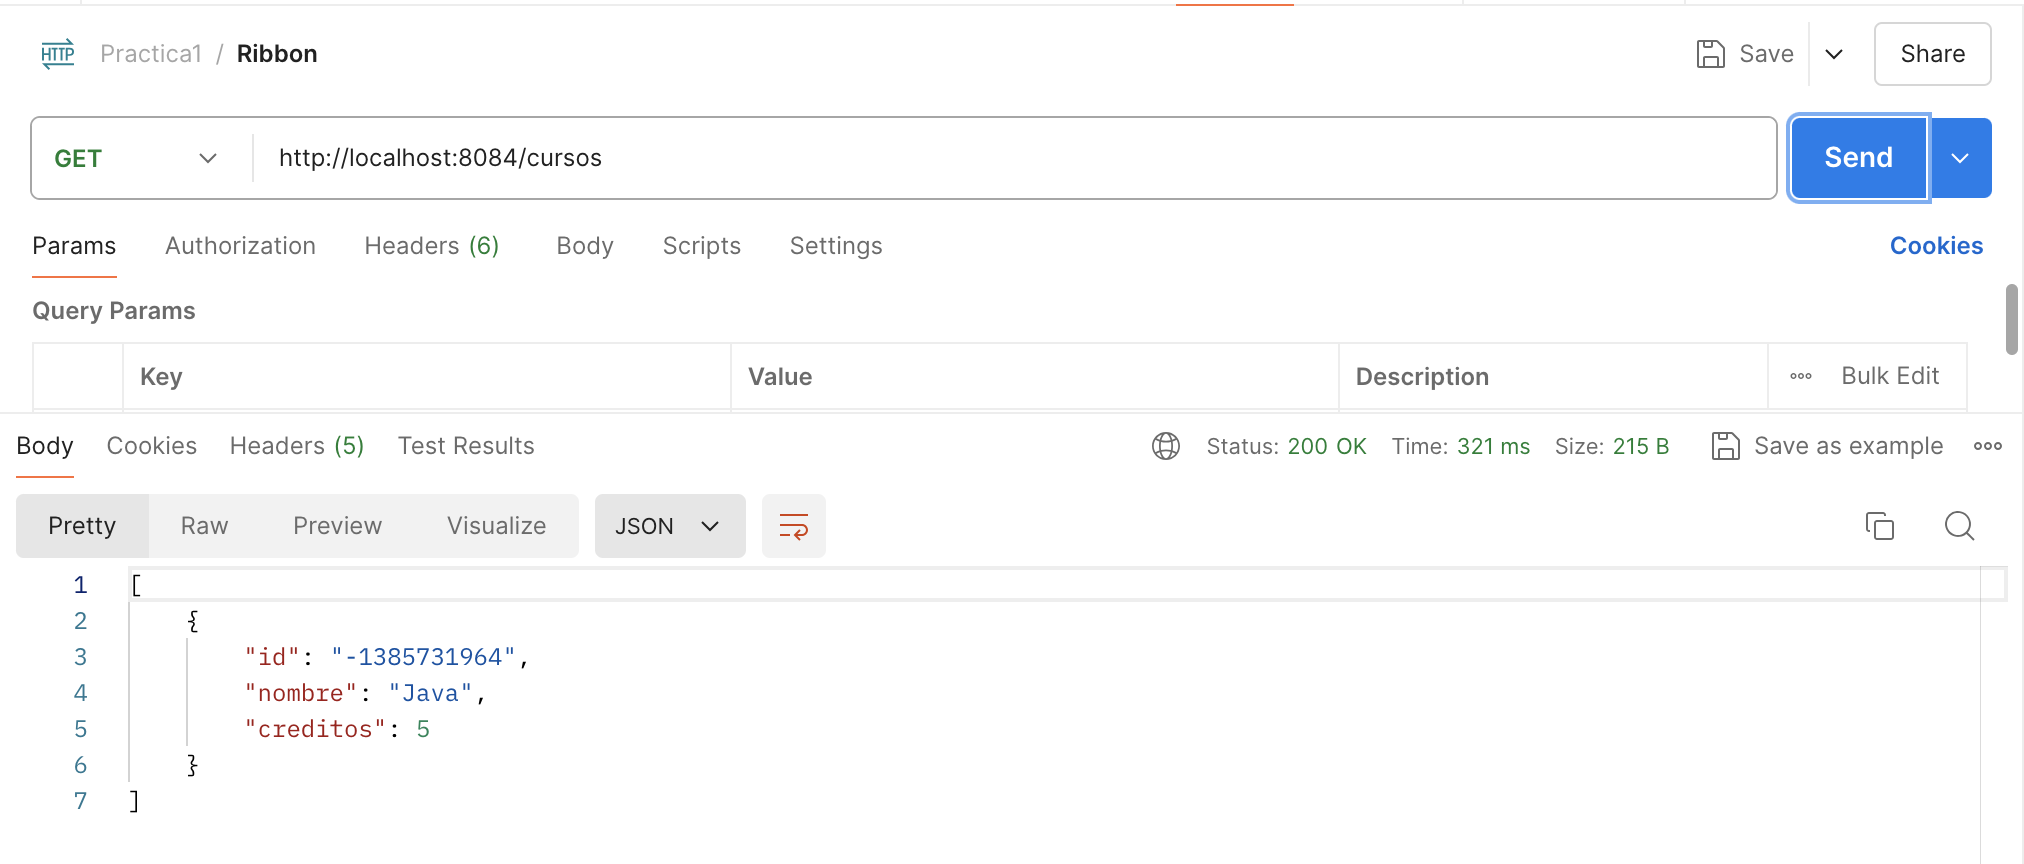 HTTP Practica1 / Ribbon Save Share
GET http://localhost:8084/cursos Send
Params Authorization Headers (6) Body Scripts Settings Cookies
Query Params
Key Value Description Bulk Edit
Body Cookies Headers (5) Test Results Status: 200 OK Time: 321 ms Size: 215 B Save as example
Pretty Raw Preview Visualize JSON
1 [
2 {
3 "id": "-1385731964",
4 "nombre": "Java",
5 "creditos": 5
6 }
7 ]